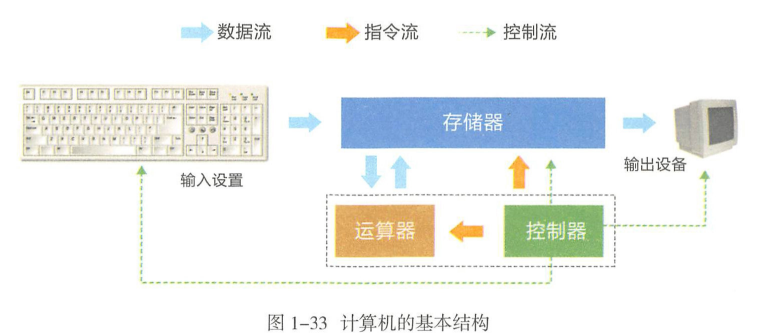 数据流 指令流 控制流
存储器
输入设置
输出设备
运算器 控制器
图 1-33 计算机的基本结构